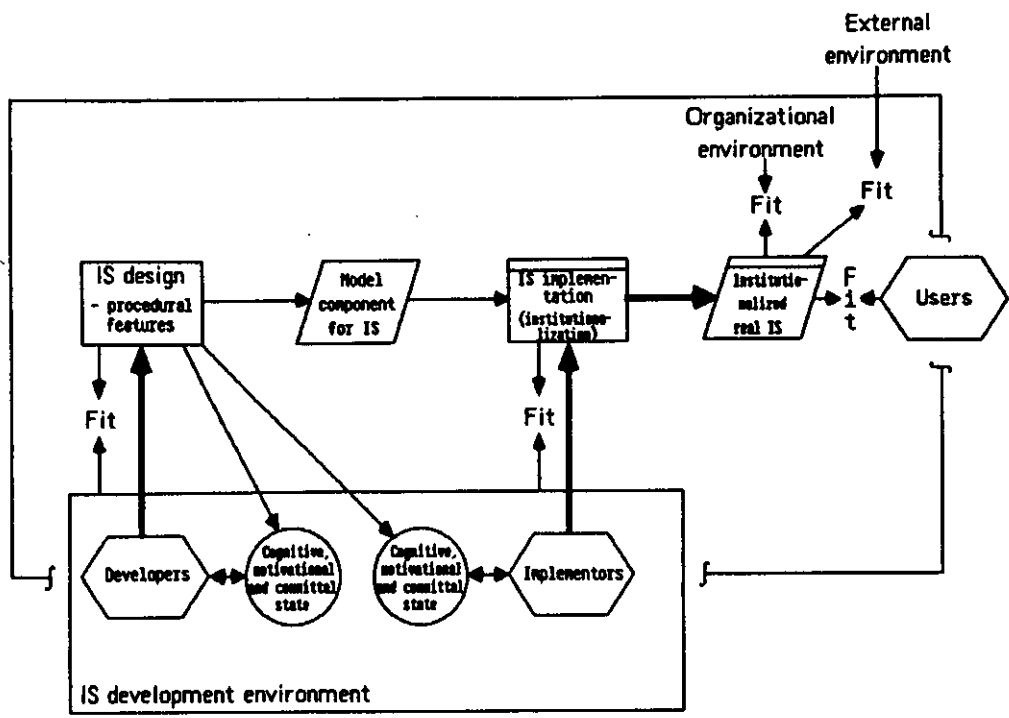 External
environment
Organizational
environment
Fit
Fit
IS design
- procedural
features
Model
component
for IS
IS implemen-
tation
(institutiona-
lization)
Institutio-
nalized
real IS
F
i
t
Users
Fit
Fit
Developers
Cognitive,
motivational
and committal
state
Cognitive,
motivational
and committal
state
Implementors
IS development environment